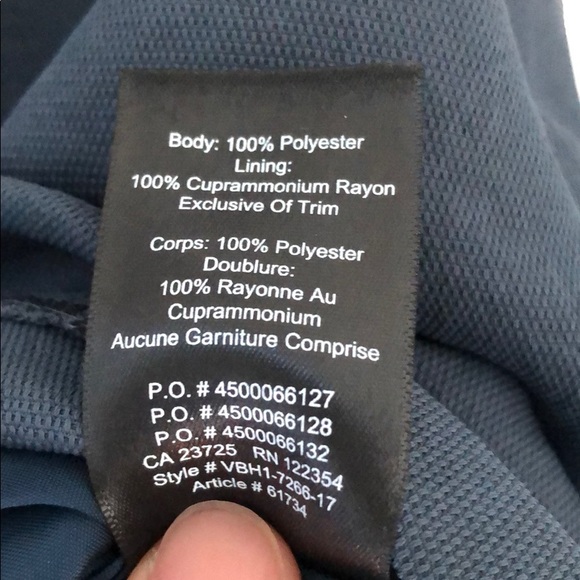 Body: 100% Polyester
Lining:
100% Cuprammonium Rayon
Exclusive Of Trim
Corps: 100% Polyester
Doublure:
100% Rayonne Au
Cuprammonium
Aucune Garniture Comprise
P.O. # 4500066127
P.O. # 4500066128
P.O. # 4500066132
CA 23725 RN 122354
Style # VBH1-7266-17
Article # 61734